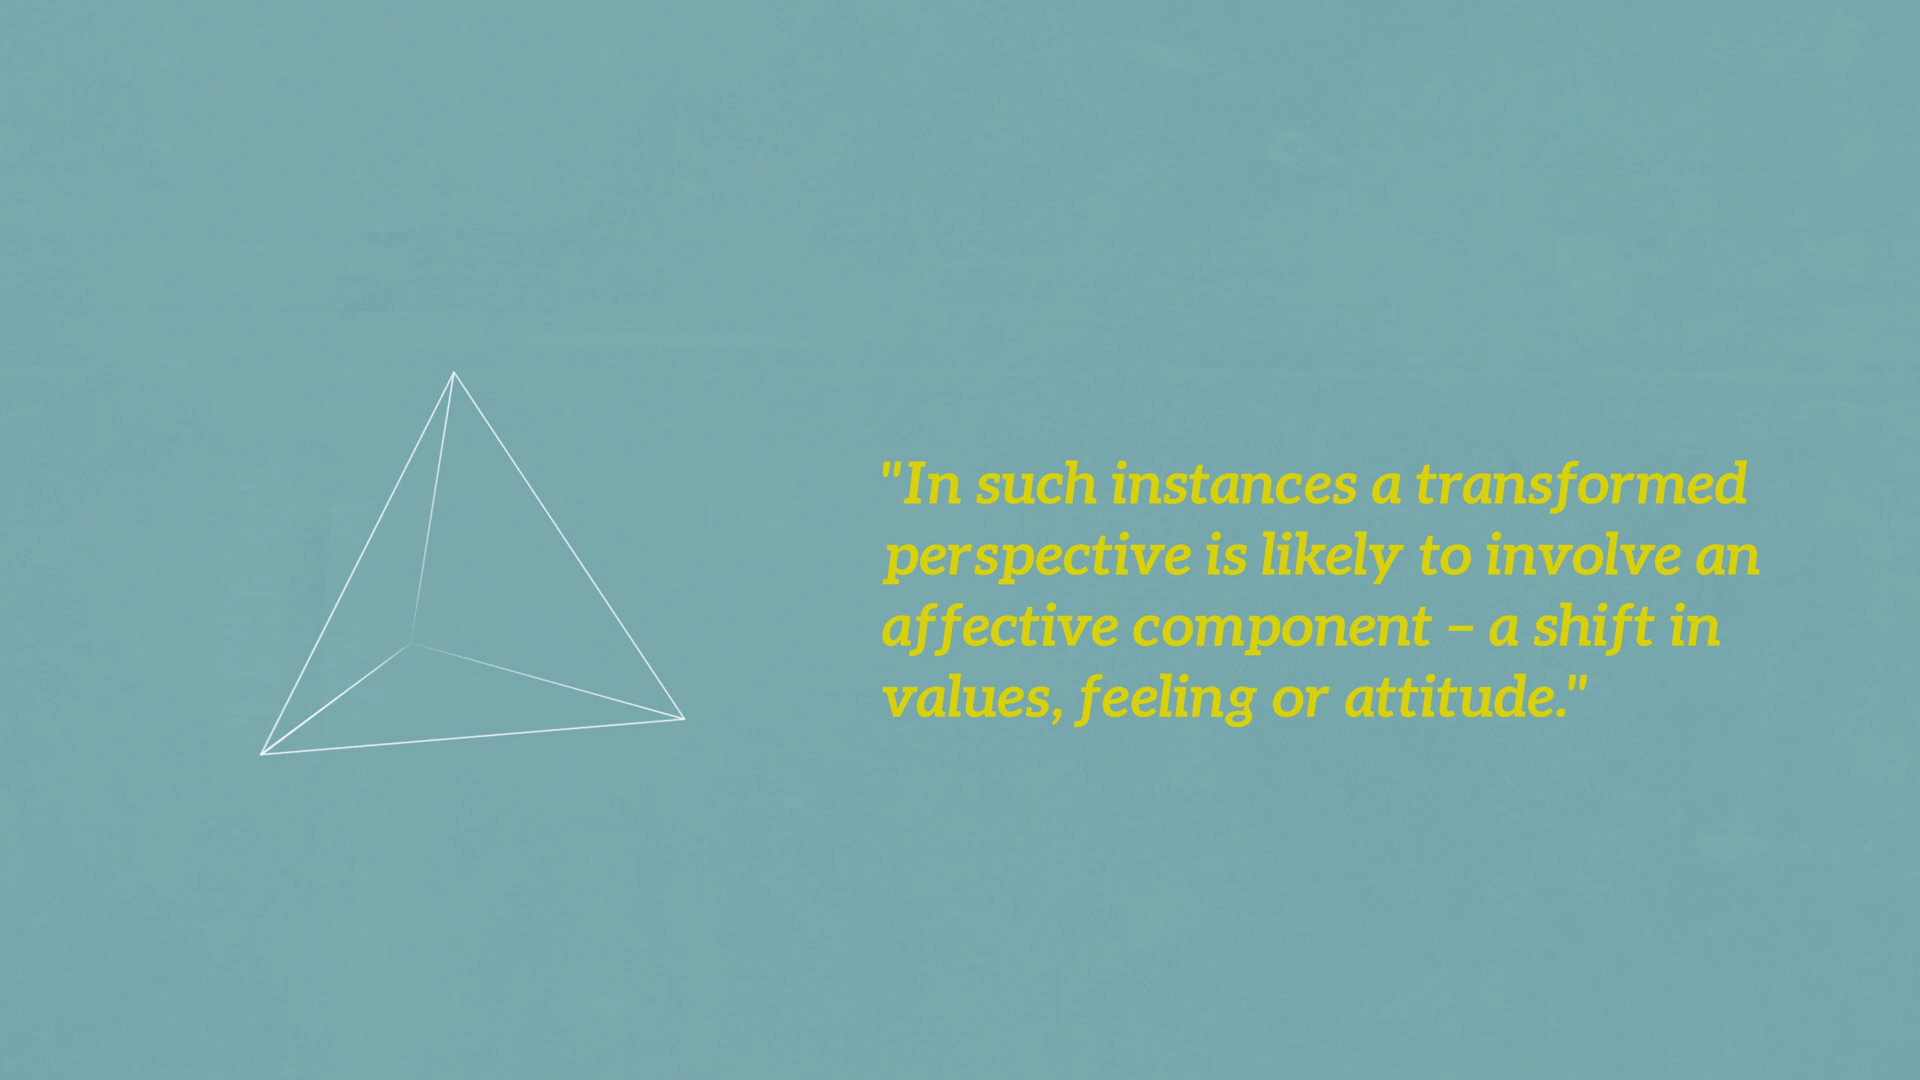 "In such instances a transformed
perspective is likely to involve an
affective component – a shift in
values, feeling or attitude."